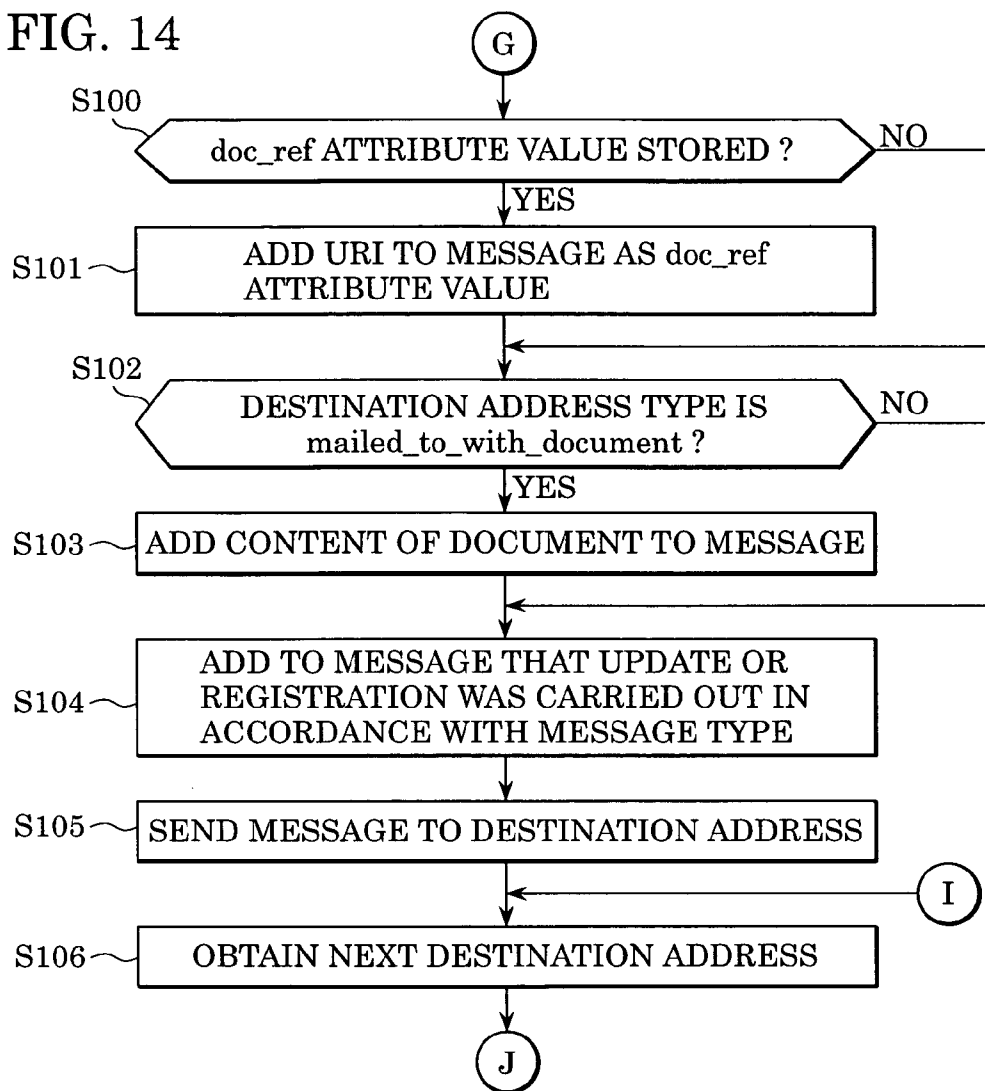 FIG. 14
G
S100
doc_ref ATTRIBUTE VALUE STORED ?
NO
YES
S101
ADD URI TO MESSAGE AS doc_ref
ATTRIBUTE VALUE
S102
DESTINATION ADDRESS TYPE IS
mailed_to_with_document ?
NO
YES
S103
ADD CONTENT OF DOCUMENT TO MESSAGE
S104
ADD TO MESSAGE THAT UPDATE OR
REGISTRATION WAS CARRIED OUT IN
ACCORDANCE WITH MESSAGE TYPE
S105
SEND MESSAGE TO DESTINATION ADDRESS
I
S106
OBTAIN NEXT DESTINATION ADDRESS
J